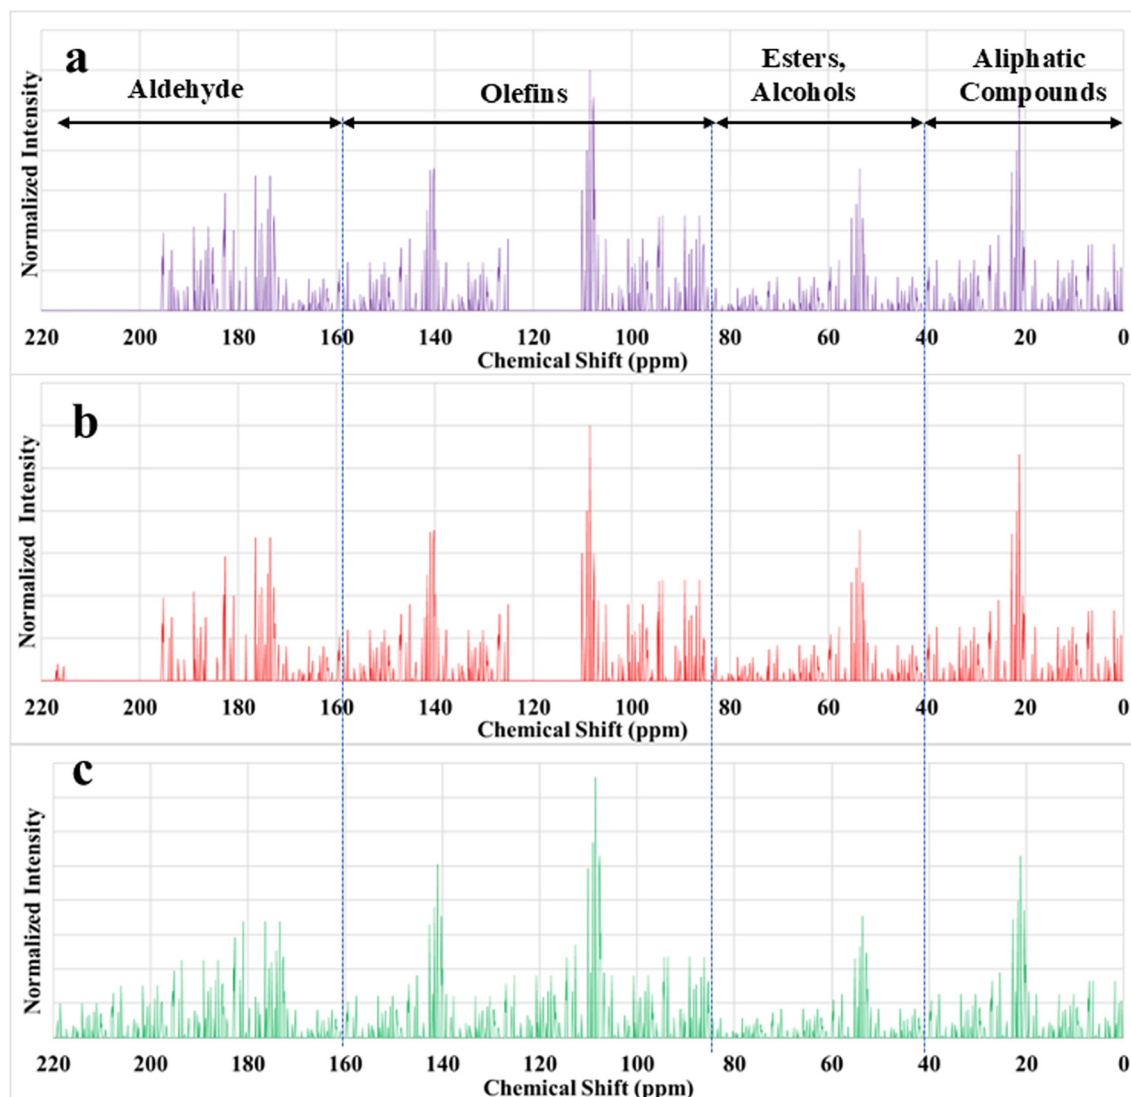 a
Aldehyde
Olefins
Esters,
Alcohols
Aliphatic
Compounds
Normalized Intensity
220 200 180 160 140 120 100 80 60 40 20 0
Chemical Shift (ppm)
b
Normalized Intensity
220 200 180 160 140 120 100 80 60 40 20 0
Chemical Shift (ppm)
c
Normalized Intensity
220 200 180 160 140 120 100 80 60 40 20 0
Chemical Shift (ppm)